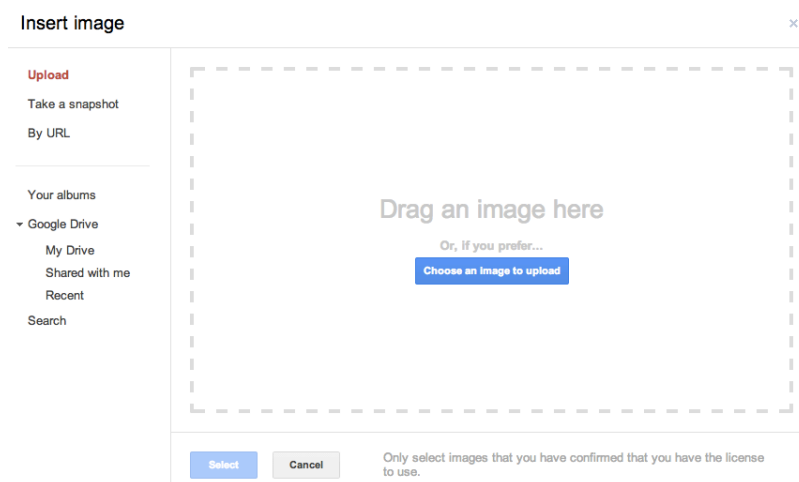 Insert image
×
Upload
Take a snapshot
By URL
Your albums
Google Drive
My Drive
Shared with me
Recent
Search
Drag an image here
Or, if you prefer...
Choose an image to upload
Select
Cancel
Only select images that you have confirmed that you have the license
to use.